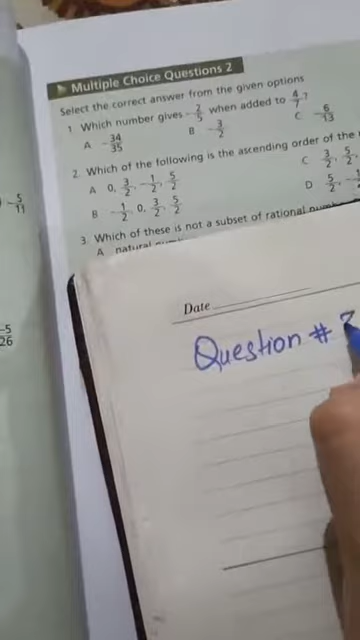 Multiple Choice Questions 2
Select the correct answer from the given options
1. Which number gives -2/5 when added to 4/7?
A -34/35
B -3/2
C -6/13
2. Which of the following is the ascending order of the
A 0, 3/2, -1/2, 5/2
C 3/2, 5/2,
B -1/2, 0, 3/2, 5/2
D 5/2, -1/2
3. Which of these is not a subset of rational
A natural
-5/11
-5/26
Date
Question #